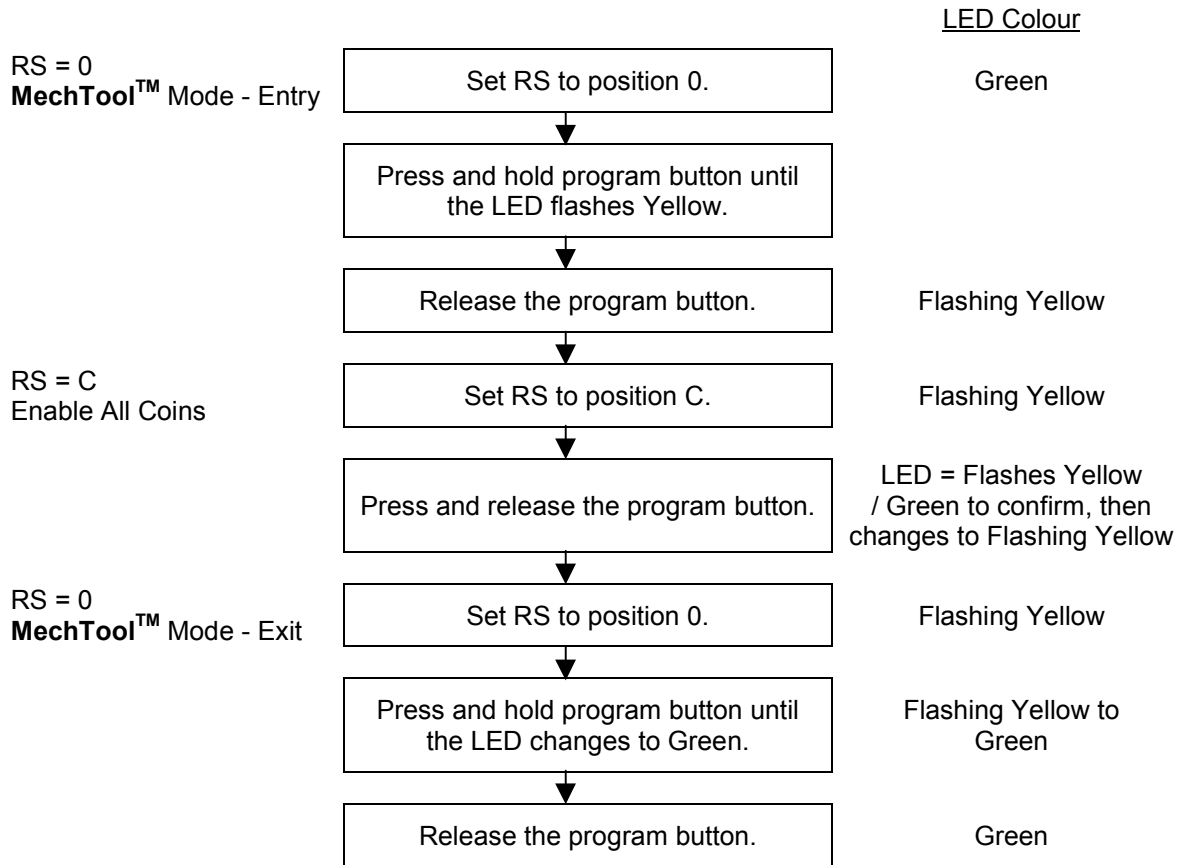 LED Colour
RS = 0
MechTool™ Mode - Entry
Set RS to position 0.
Green
Press and hold program button until
the LED flashes Yellow.
Release the program button.
Flashing Yellow
RS = C
Enable All Coins
Set RS to position C.
Flashing Yellow
Press and release the program button.
LED = Flashes Yellow
/ Green to confirm, then
changes to Flashing Yellow
RS = 0
MechTool™ Mode - Exit
Set RS to position 0.
Flashing Yellow
Press and hold program button until
the LED changes to Green.
Flashing Yellow to
Green
Release the program button.
Green